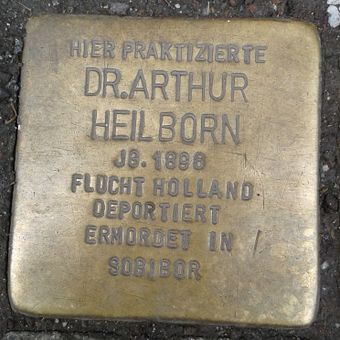 HIER PRAKTIZIERTE
DR. ARTHUR
HEILBORN
JG. 1898
FLUCHT HOLLAND
DEPORTIERT
ERMORDET IN
SOBIBOR